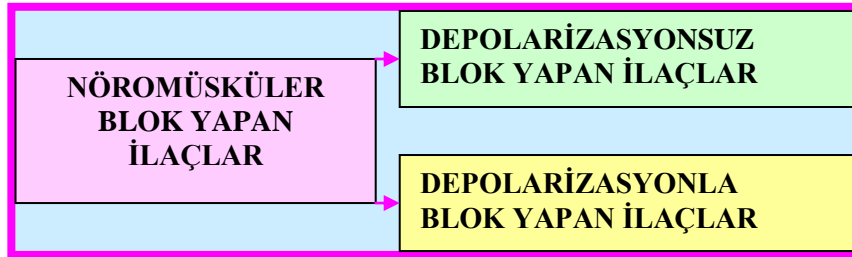 NÖROMÜSKÜLER
BLOK YAPAN
İLAÇLAR
DEPOLARİZASYONSUZ
BLOK YAPAN İLAÇLAR
DEPOLARİZASYONLA
BLOK YAPAN İLAÇLAR